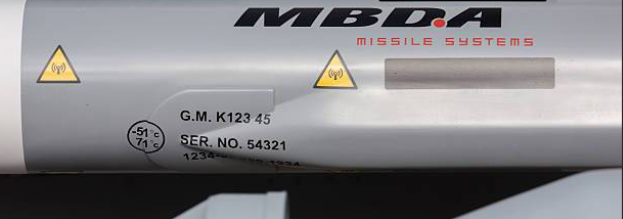 MBDA
MISSILE SYSTEMS
G.M. K123 45
-51°C
71°C
SER. NO. 54321